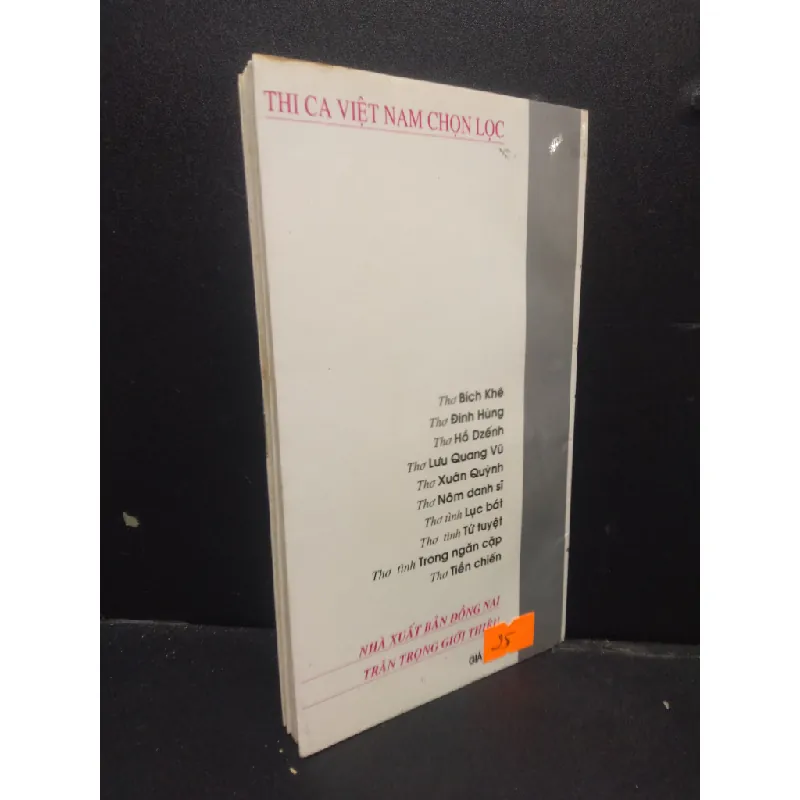 THI CA VIỆT NAM CHỌN LỌC
Thơ Bích Khê
Thơ Đinh Hùng
Thơ Hồ Dzếnh
Thơ Lưu Quang Vũ
Thơ Xuân Quỳnh
Thơ Nôm danh sĩ
Thơ tình Lục bát
Thơ tình Tứ tuyệt
Thơ tình Trong ngăn cặp
Thơ Tiền chiến
NHÀ XUẤT BẢN ĐỒNG NAI
TRÂN TRỌNG GIỚI THIỆU
GIÁ